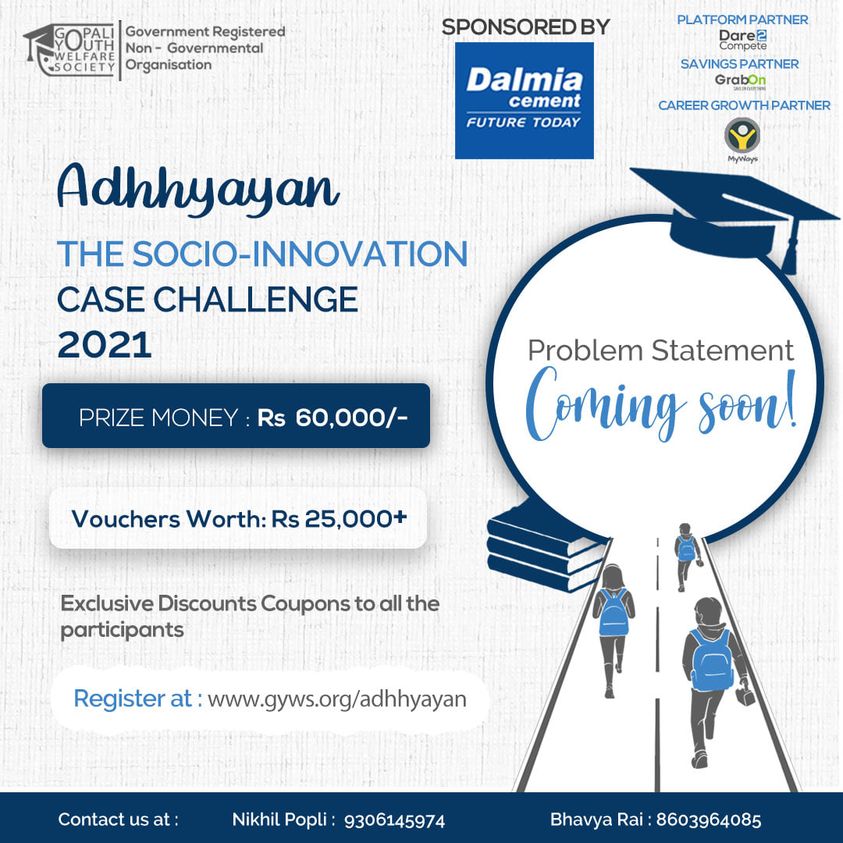 GOPALI
YOUTH
WELFARE
SOCIETY
Government Registered
Non - Governmental
Organisation
SPONSORED BY
Dalmia
cement
FUTURE TODAY
PLATFORM PARTNER
Dare2
Compete
SAVINGS PARTNER
GrabOn
SAVE ON EVERYTHING
CAREER GROWTH PARTNER
MyWays
Adhhyayan
THE SOCIO-INNOVATION
CASE CHALLENGE
2021
PRIZE MONEY : Rs 60,000/-
Vouchers Worth: Rs 25,000+
Exclusive Discounts Coupons to all the
participants
Register at : www.gyws.org/adhhyayan
Problem Statement
Coming soon!
Contact us at : Nikhil Popli : 9306145974 Bhavya Rai : 8603964085